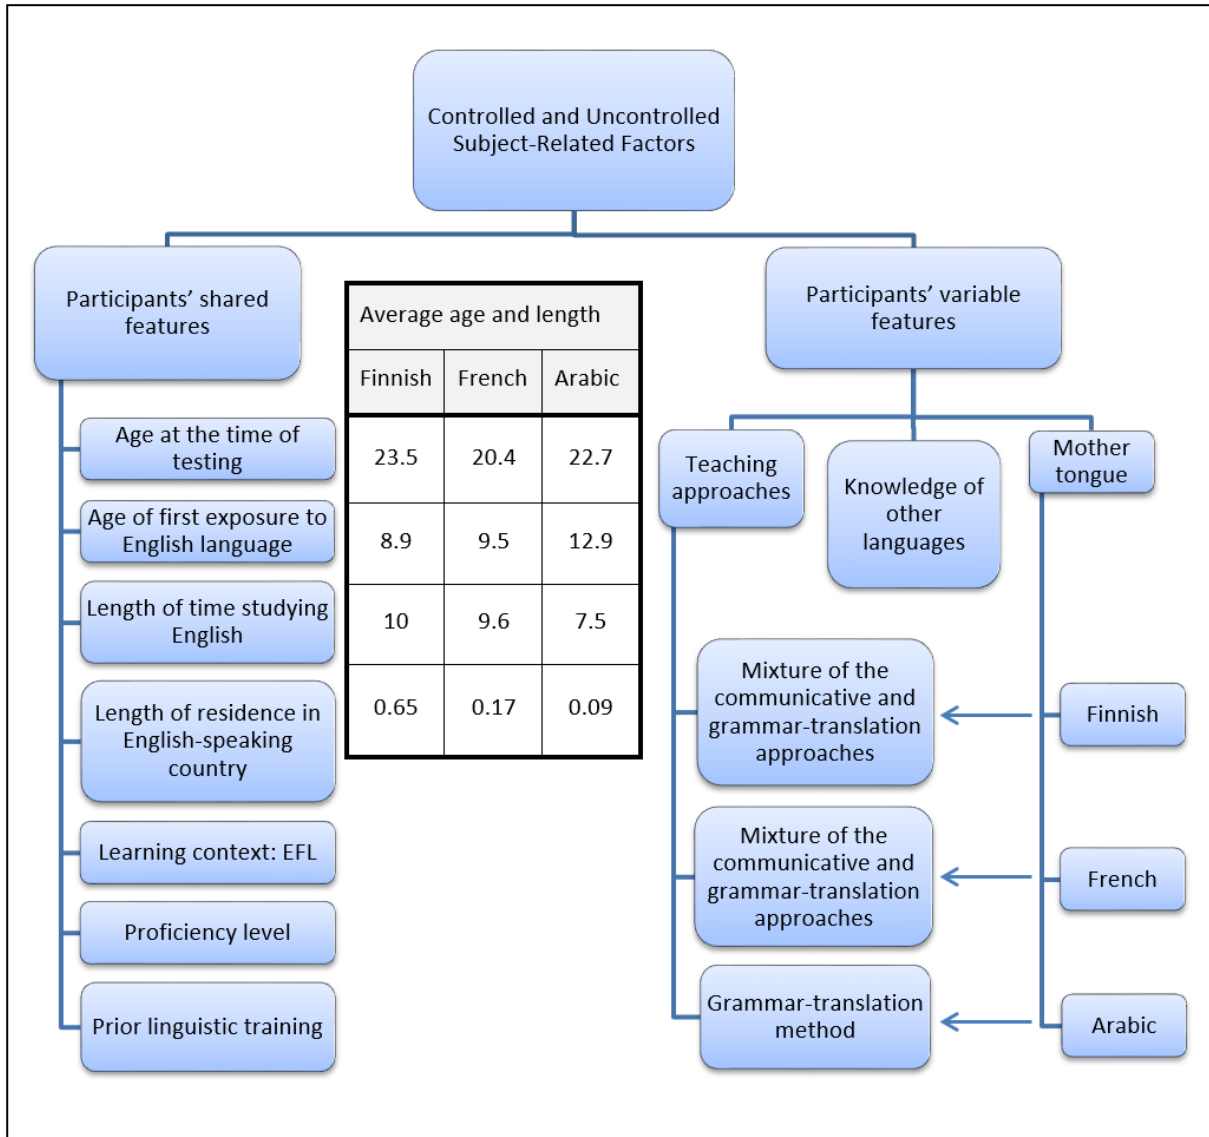 Controlled and Uncontrolled
Subject-Related Factors
Participants’ shared
features
Age at the time of
testing
Age of first exposure to
English language
Length of time studying
English
Length of residence in
English-speaking
country
Learning context: EFL
Proficiency level
Prior linguistic training
Average age and length
Finnish French Arabic
23.5 20.4 22.7
8.9 9.5 12.9
10 9.6 7.5
0.65 0.17 0.09
Participants’ variable
features
Teaching
approaches
Knowledge of
other
languages
Mother
tongue
Mixture of the
communicative and
grammar-translation
approaches
Finnish
Mixture of the
communicative and
grammar-translation
approaches
French
Grammar-translation
method
Arabic